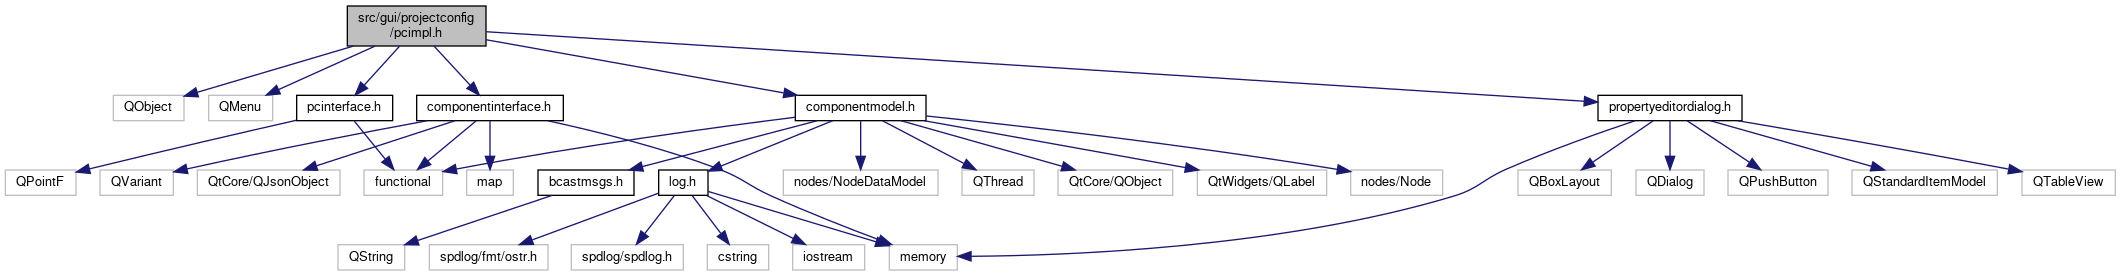 src/gui/projectconfig
/pcimpl.h
QObject
QMenu
pcinterface.h
componentinterface.h
componentmodel.h
propertyeditordialog.h
QPointF
QVariant
QtCore/QJsonObject
functional
map
bcastmsgs.h
log.h
nodes/NodeDataModel
QThread
QtCore/QObject
QtWidgets/QLabel
nodes/Node
QBoxLayout
QDialog
QPushButton
QStandardItemModel
QTableView
QString
spdlog/fmt/ostr.h
spdlog/spdlog.h
cstring
iostream
memory